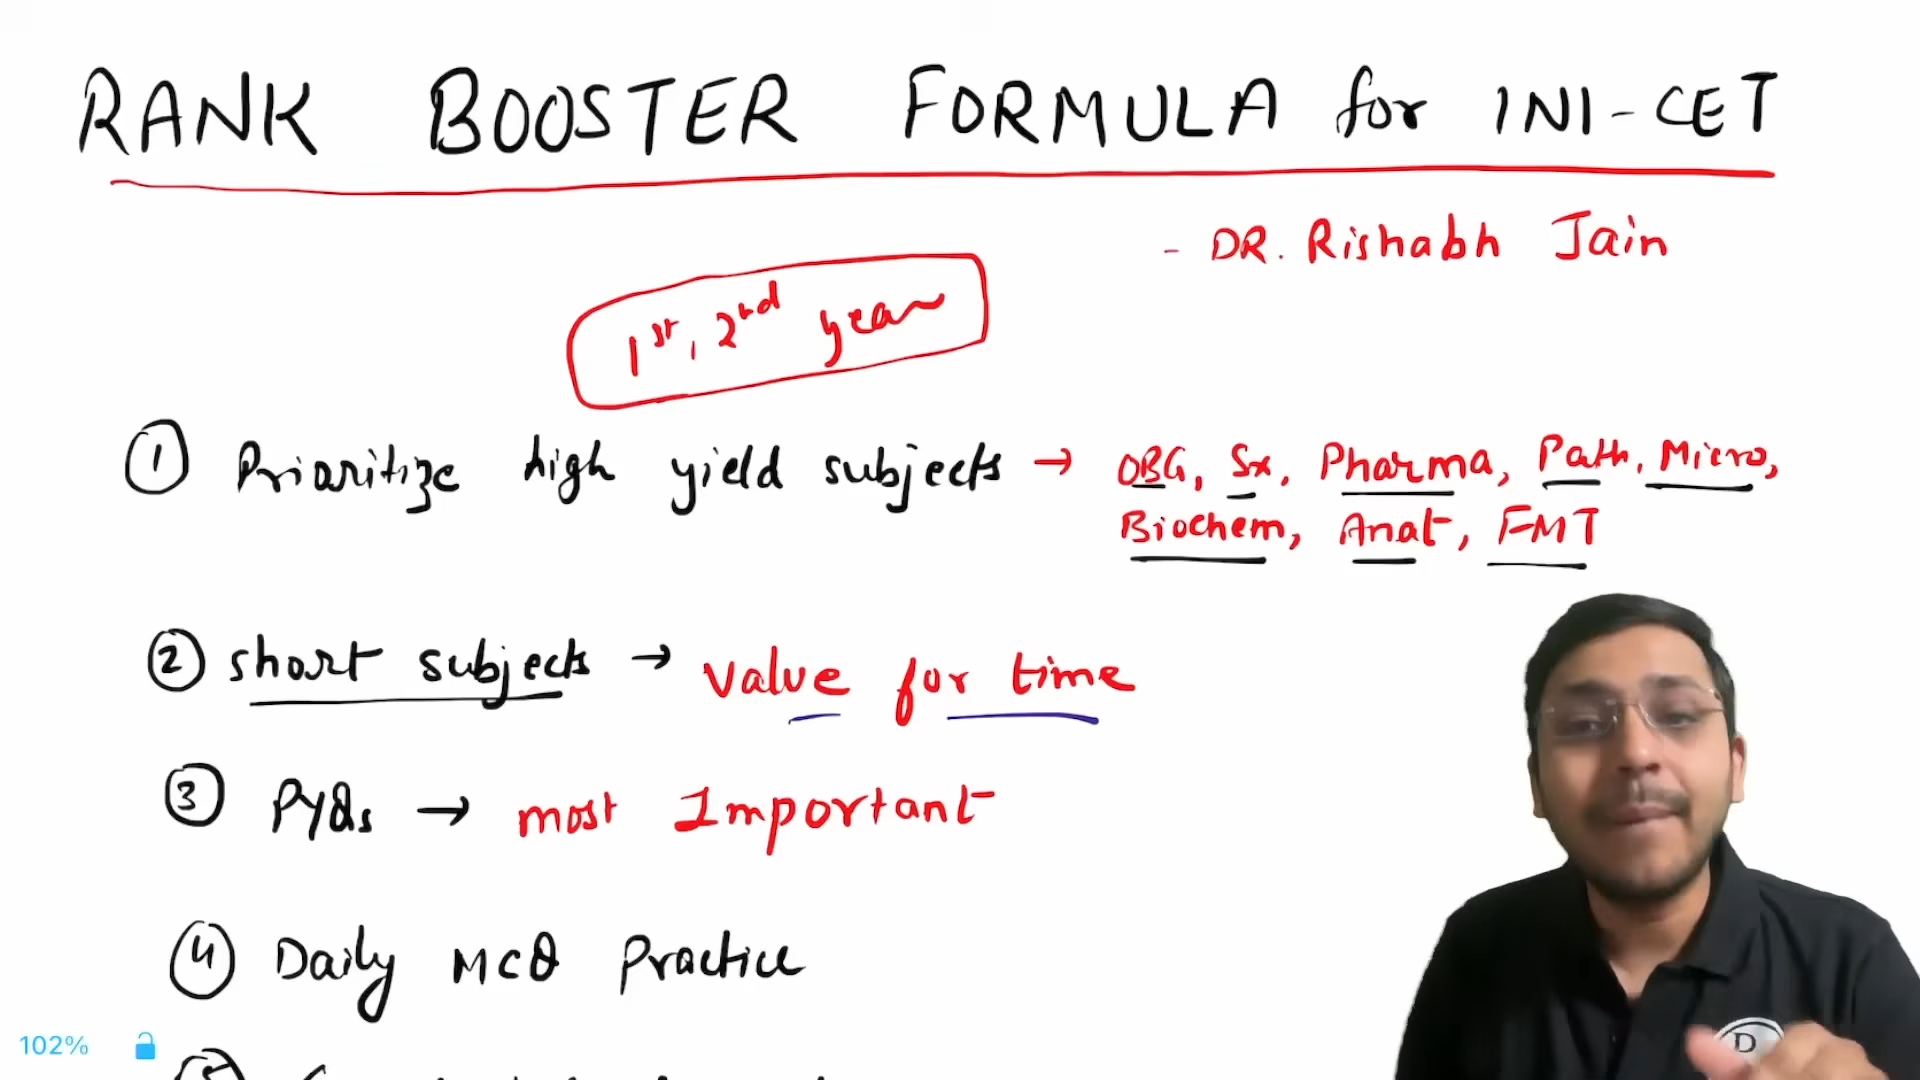 RANK BOOSTER FORMULA for INI-CET
- DR. Rishabh Jain
1st, 2nd year
① Prioritize high yield subjects → OBG, Sx, Pharma, Path, Micro,
Biochem, Anat, FMT
② short subjects → value for time
③ PYQs → most Important
④ Daily MCQ Practice
102%
D